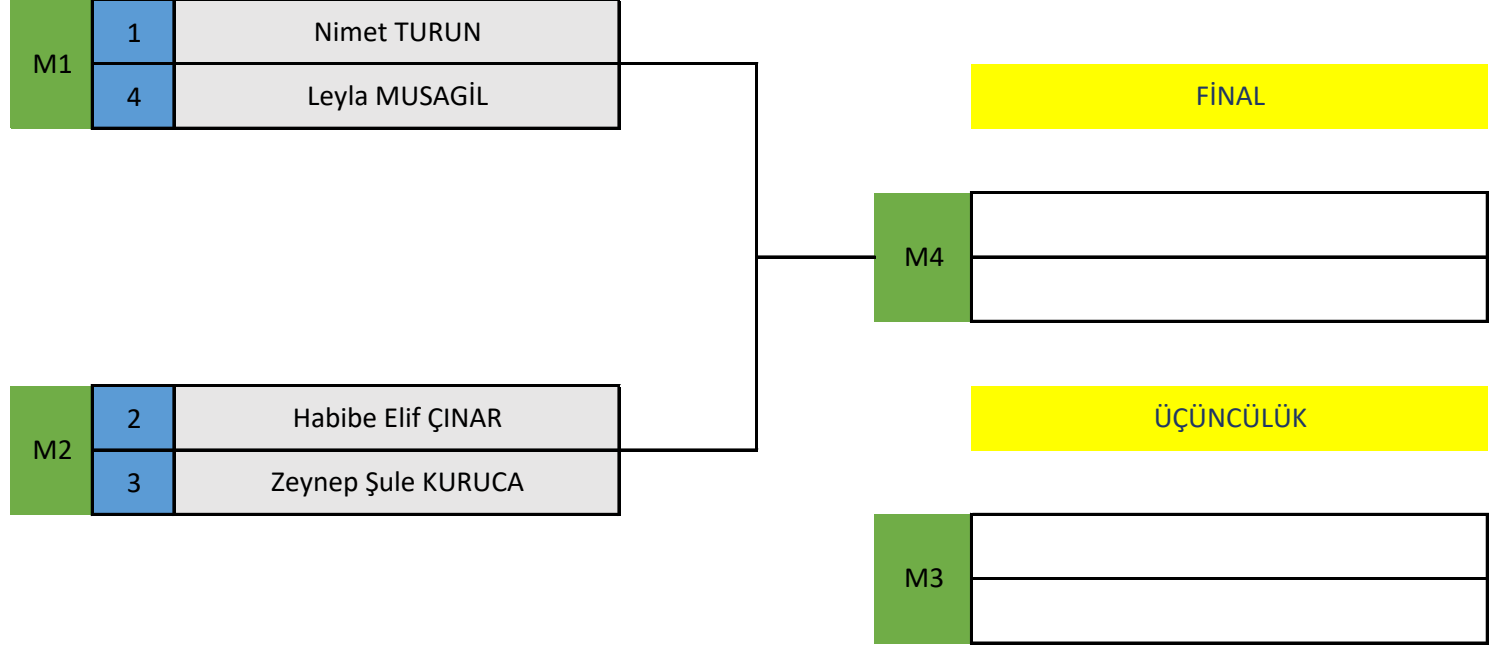 M1
1 Nimet TURUN
4 Leyla MUSAGİL
FİNAL
M4
M2
2 Habibe Elif ÇINAR
3 Zeynep Şule KURUCA
ÜÇÜNCÜLÜK
M3